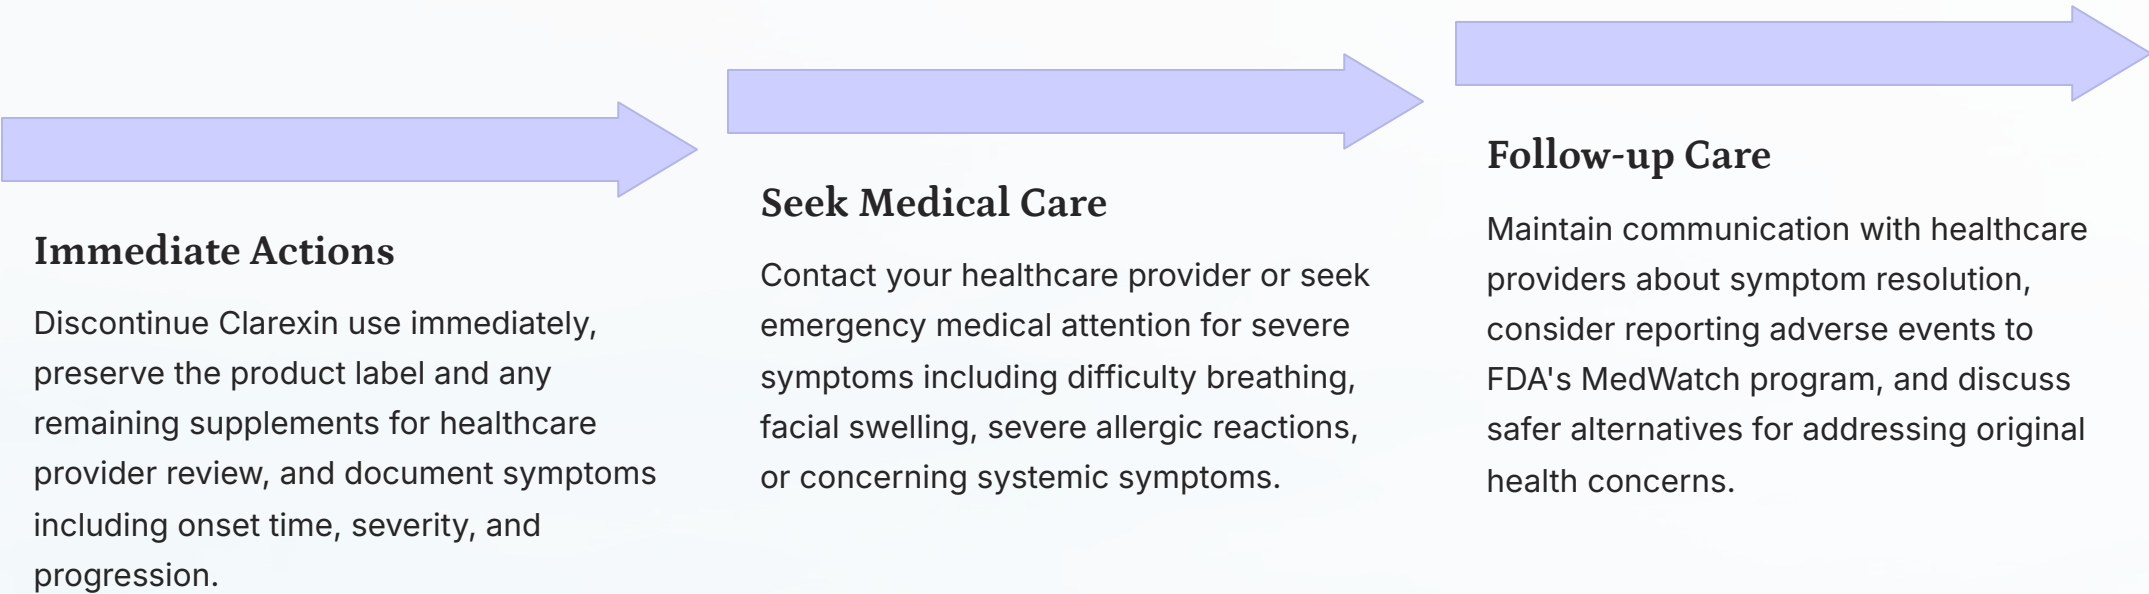 Immediate Actions
Discontinue Clarexin use immediately,
preserve the product label and any
remaining supplements for healthcare
provider review, and document symptoms
including onset time, severity, and
progression.
Seek Medical Care
Contact your healthcare provider or seek
emergency medical attention for severe
symptoms including difficulty breathing,
facial swelling, severe allergic reactions,
or concerning systemic symptoms.
Follow-up Care
Maintain communication with healthcare
providers about symptom resolution,
consider reporting adverse events to
FDA's MedWatch program, and discuss
safer alternatives for addressing original
health concerns.